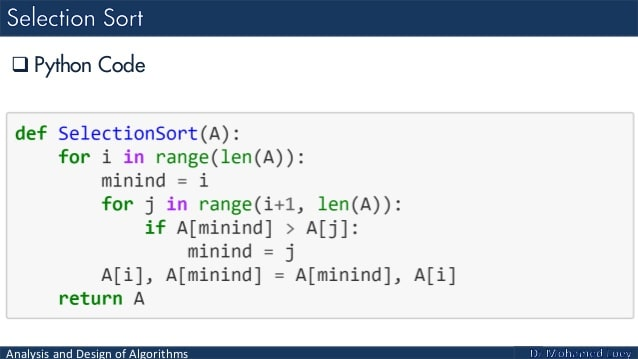 Selection Sort
❑ Python Code
def SelectionSort(A):
    for i in range(len(A)):
        minind = i
        for j in range(i+1, len(A)):
            if A[minind] > A[j]:
                minind = j
        A[i], A[minind] = A[minind], A[i]
    return A
Analysis and Design of Algorithms
Dr Mohamed Loey